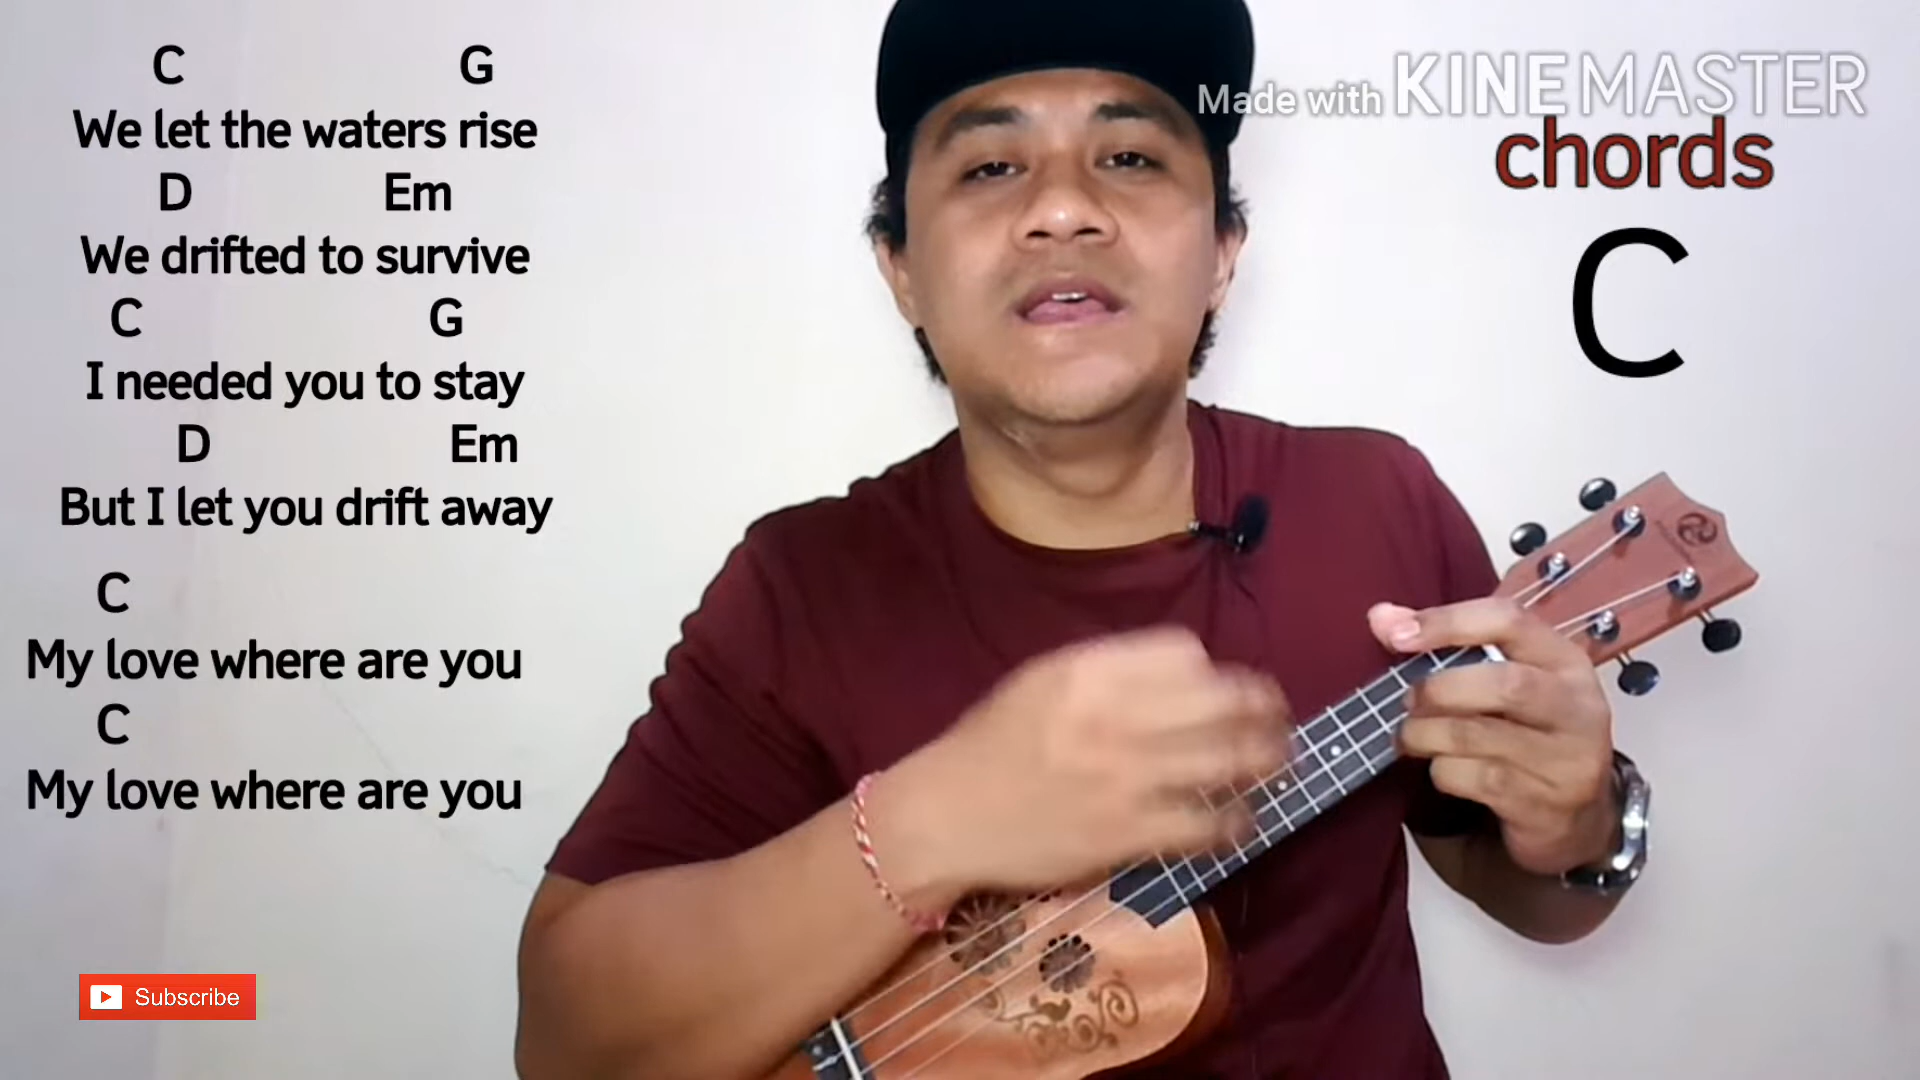 C G
We let the waters rise
D Em
We drifted to survive
C G
I needed you to stay
D Em
But I let you drift away
C
My love where are you
C
My love where are you
Subscribe
Made with KINEMASTER
chords
C